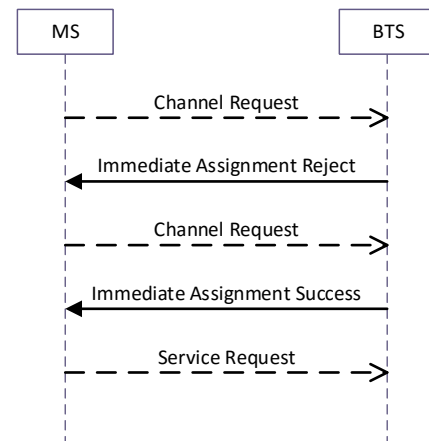 MS
BTS
Channel Request
Immediate Assignment Reject
Channel Request
Immediate Assignment Success
Service Request